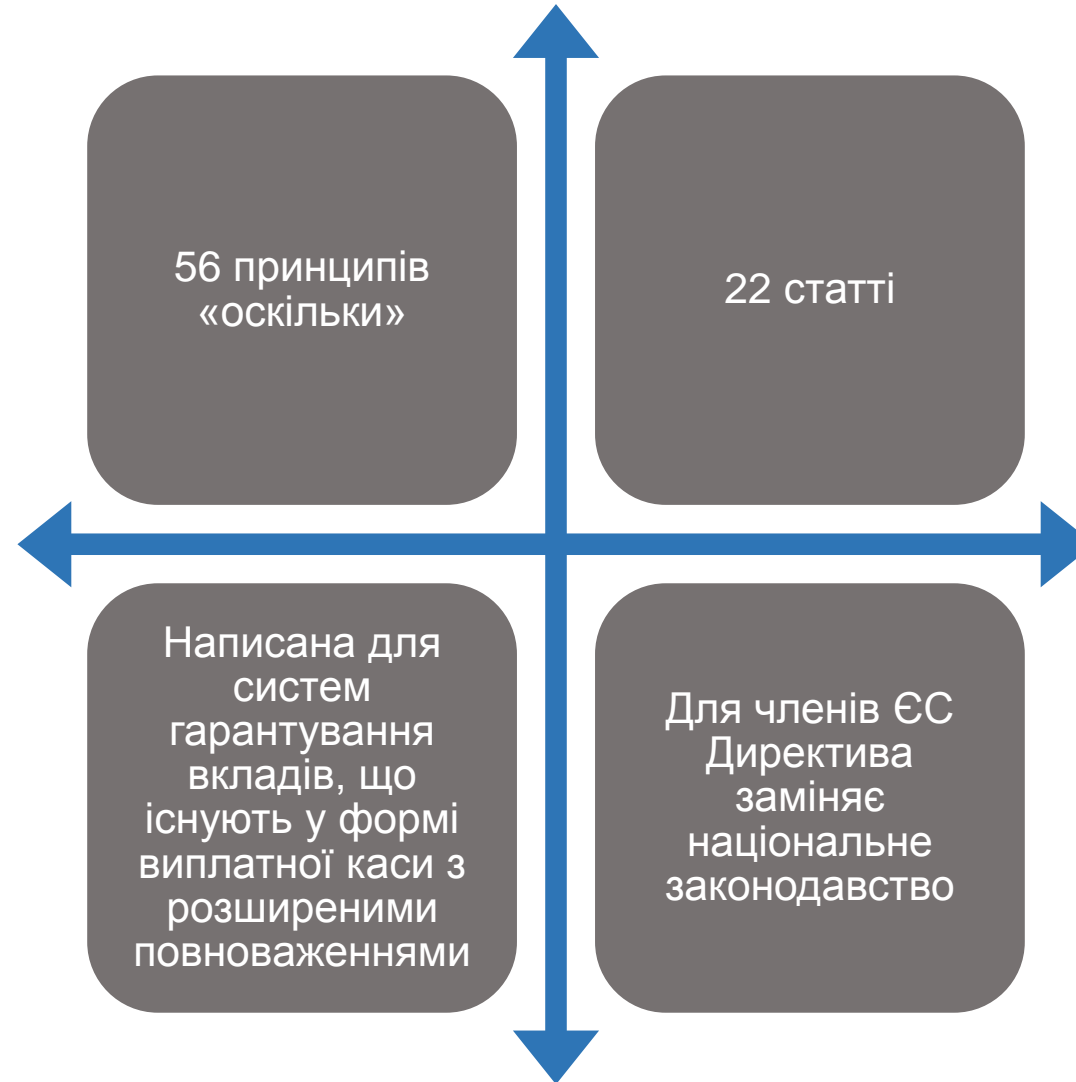 56 принципів
«оскільки»
22 статті
Написана для
систем
гарантування
вкладів, що
існують у формі
виплатної каси з
розширеними
повноваженнями
Для членів ЄС
Директива
заміняє
національне
законодавство